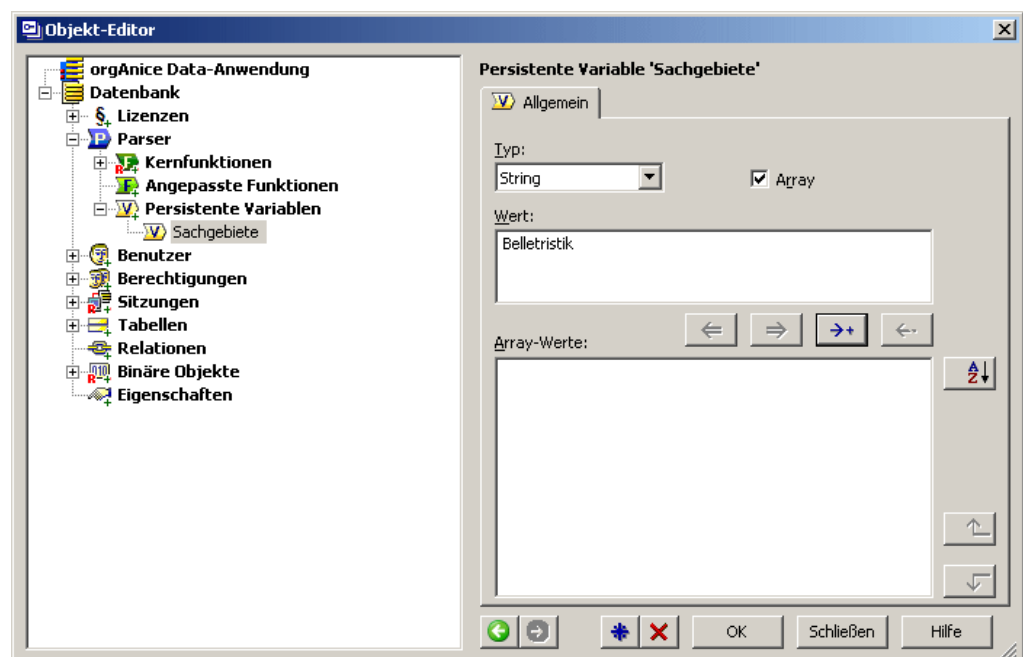 Objekt-Editor
orgAnice Data-Anwendung
Datenbank
Lizenzen
Parser
Kernfunktionen
Angepasste Funktionen
Persistente Variablen
Sachgebiete
Benutzer
Berechtigungen
Sitzungen
Tabellen
Relationen
Binäre Objekte
Eigenschaften
Persistente Variable 'Sachgebiete'
Allgemein
Typ:
String
Array
Wert:
Belletristik
Array-Werte:
OK
Schließen
Hilfe